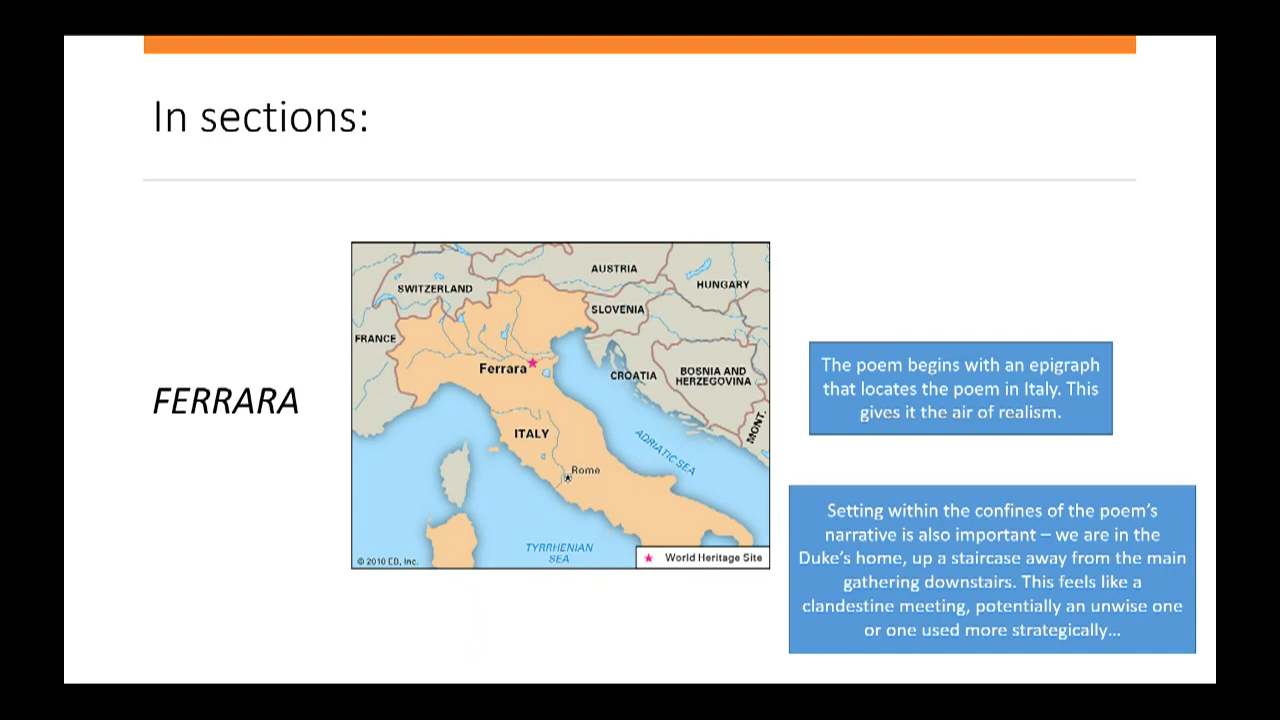 In sections:
FERRARA
AUSTRIA
SWITZERLAND
HUNGARY
SLOVENIA
FRANCE
Ferrara
CROATIA
BOSNIA AND
HERZEGOVINA
MONT.
ITALY
ADRIATIC SEA
Rome
TYRRHENIAN
SEA
World Heritage Site
The poem begins with an epigraph
that locates the poem in Italy. This
gives it the air of realism.
Setting within the confines of the poem's
narrative is also important – we are in the
Duke's home, up a staircase away from the main
gathering downstairs. This feels like a
clandestine meeting, potentially an unwise one
or one used more strategically...
© 2010 EB, Inc.